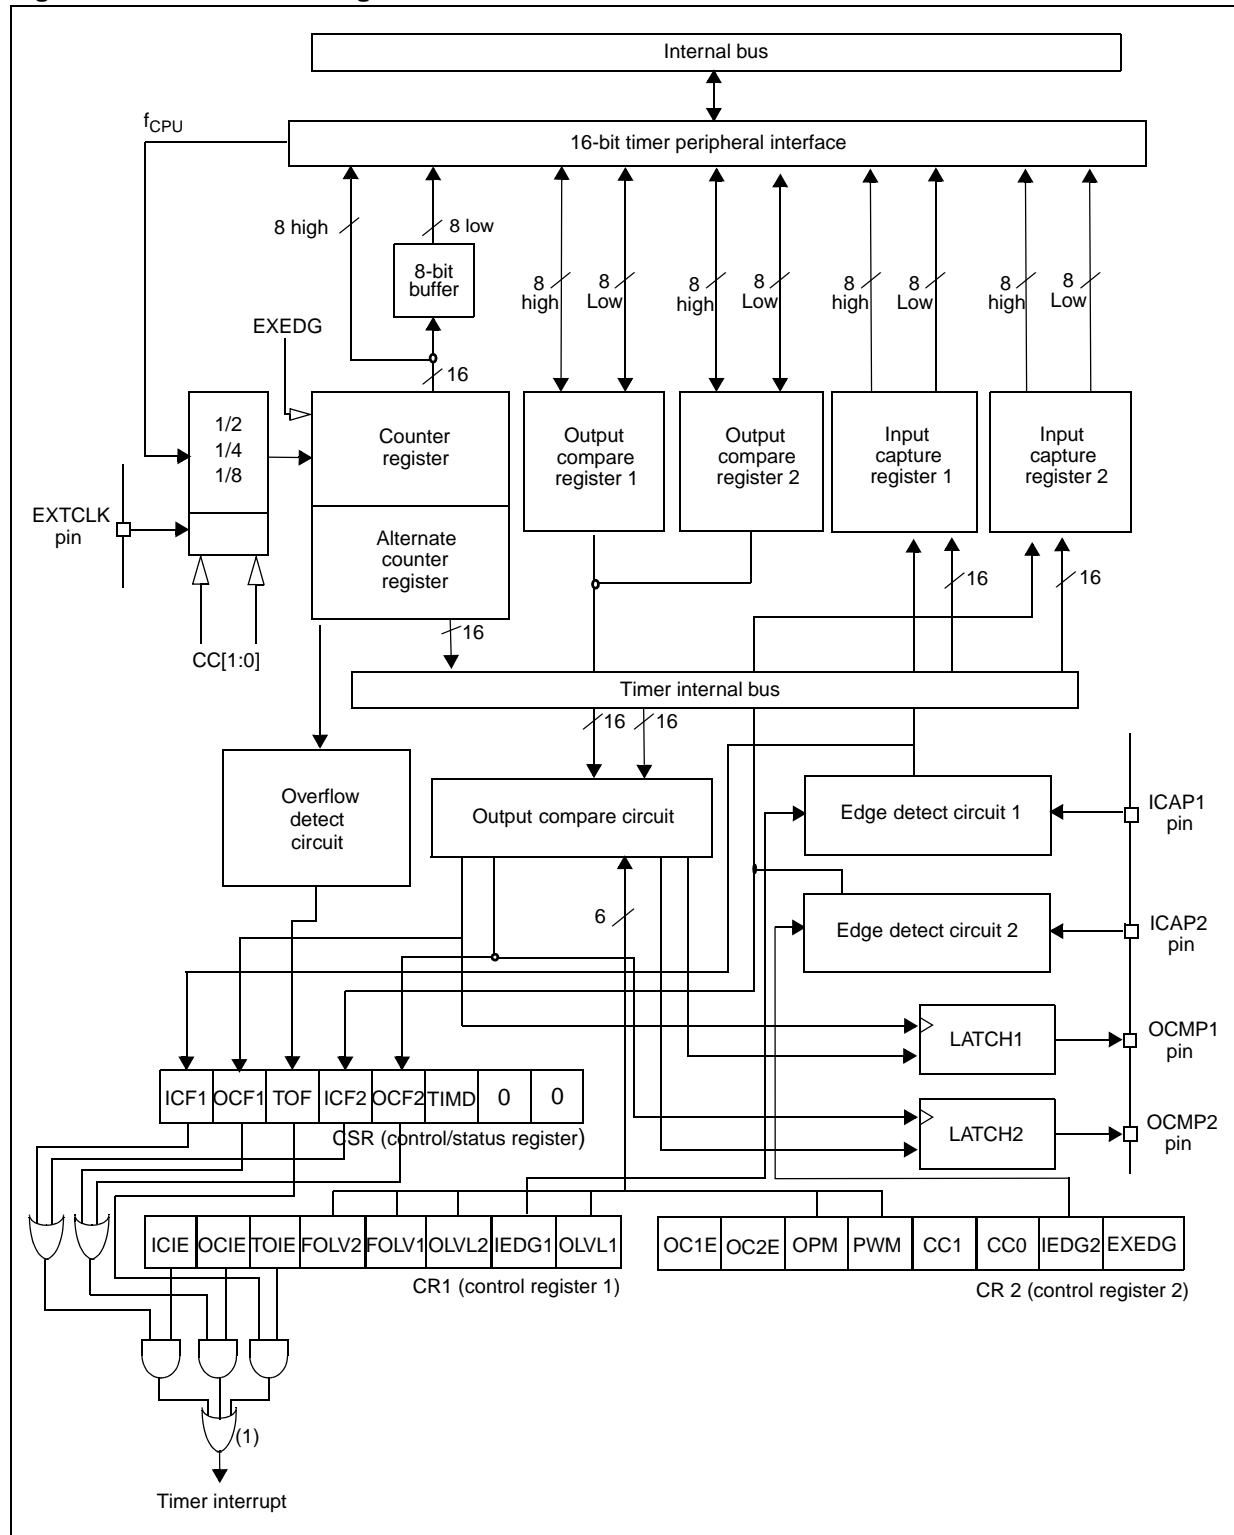 Internal bus
fCPU
16-bit timer peripheral interface
8 high
8 low
8-bit
buffer
8
high
8
Low
8
high
8
Low
8
high
8
Low
8
high
8
Low
EXEDG
16
1/2
1/4
1/8
Counter
register
Output
compare
register 1
Output
compare
register 2
Input
capture
register 1
Input
capture
register 2
EXTCLK
pin
Alternate
counter
register
16
16
16
CC[1:0]
Timer internal bus
16
16
Overflow
detect
circuit
Output compare circuit
Edge detect circuit 1
ICAP1
pin
6
Edge detect circuit 2
ICAP2
pin
LATCH1
OCMP1
pin
ICF1 OCF1 TOF ICF2 OCF2 TIMD 0 0
CSR (control/status register)
LATCH2
OCMP2
pin
ICIE OCIE TOIE FOLV2 FOLV1 OLVL2 IEDG1 OLVL1
CR1 (control register 1)
OC1E OC2E OPM PWM CC1 CC0 IEDG2 EXEDG
CR 2 (control register 2)
(1)
Timer interrupt